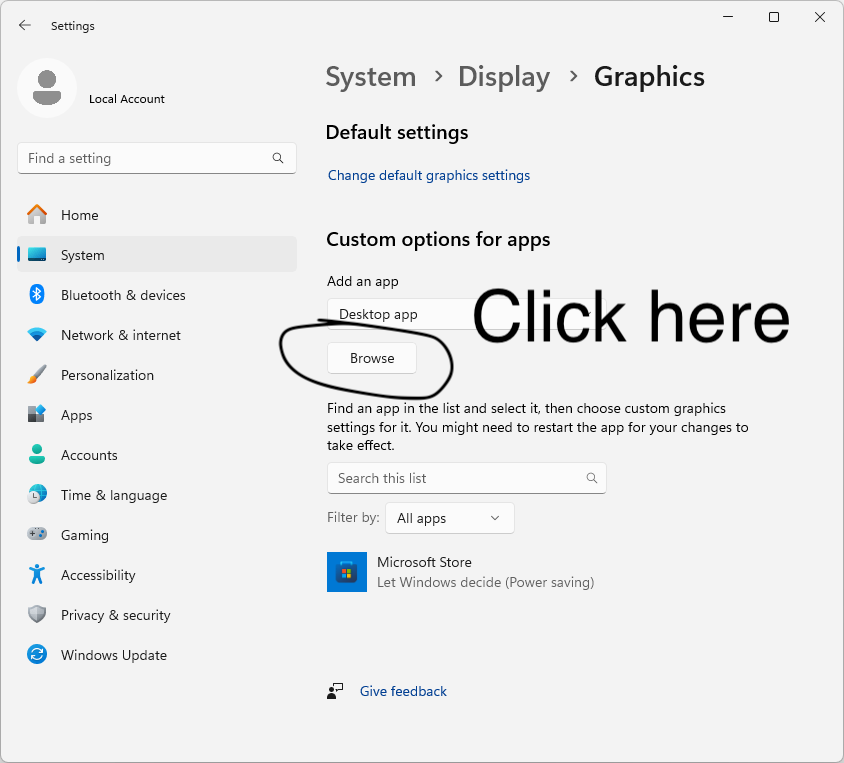 Settings
Local Account
Find a setting
Home
System
Bluetooth & devices
Network & internet
Personalization
Apps
Accounts
Time & language
Gaming
Accessibility
Privacy & security
Windows Update
System > Display > Graphics
Default settings
Change default graphics settings
Custom options for apps
Add an app
Desktop app
Click here
Browse
Find an app in the list and select it, then choose custom graphics
settings for it. You might need to restart the app for your changes to
take effect.
Search this list
Filter by: All apps
Microsoft Store
Let Windows decide (Power saving)
Give feedback